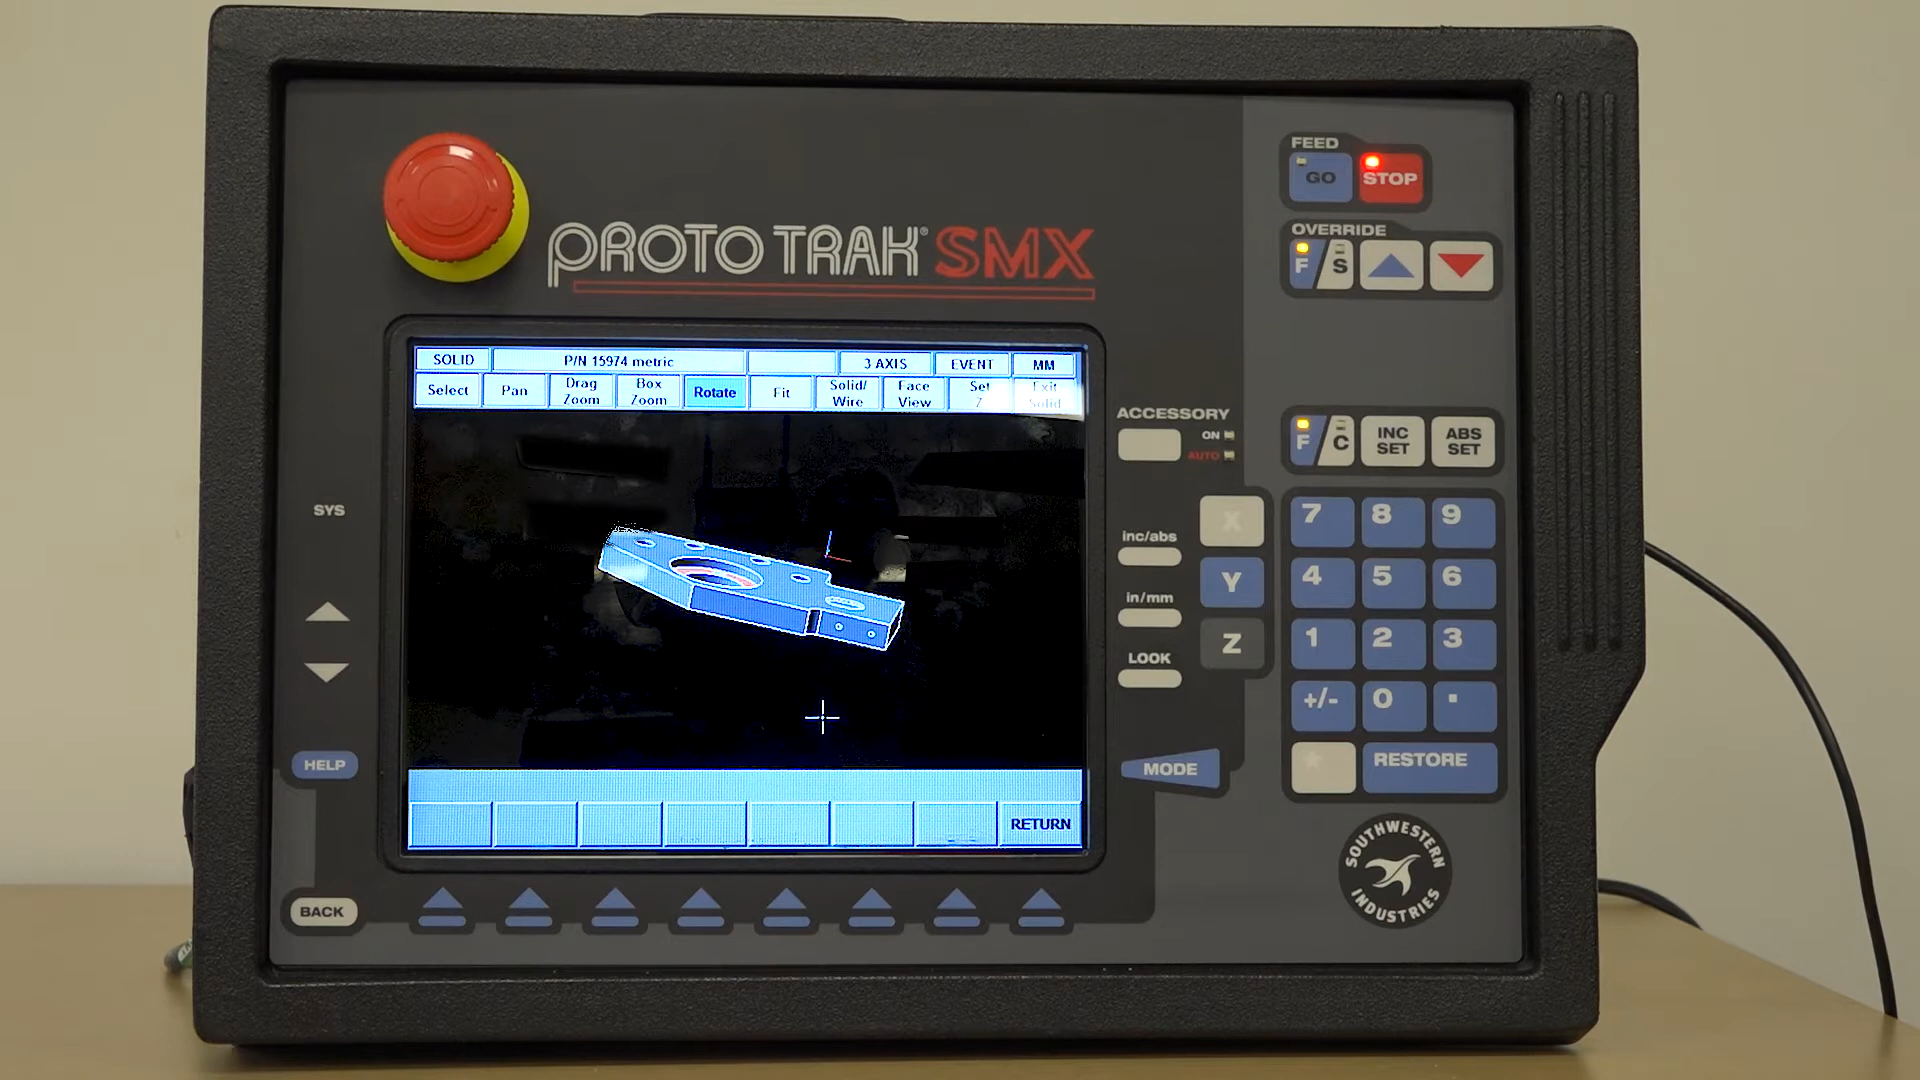 FEED
GO STOP
OVERRIDE
F S
PROTO TRAK® SMX
SOLID P/N 15974 metric 3 AXIS EVENT MM
Select Pan Drag Zoom Box Zoom Rotate Fit Solid/ Wire Face View Set Z Exit Solid
ACCESSORY
ON
AUTO
F C INC SET ABS SET
SYS
inc/abs
in/mm
LOOK
X
Y
Z
7 8 9
4 5 6
1 2 3
+/- 0 .
HELP
MODE
* RESTORE
RETURN
BACK
SOUTHWESTERN
INDUSTRIES